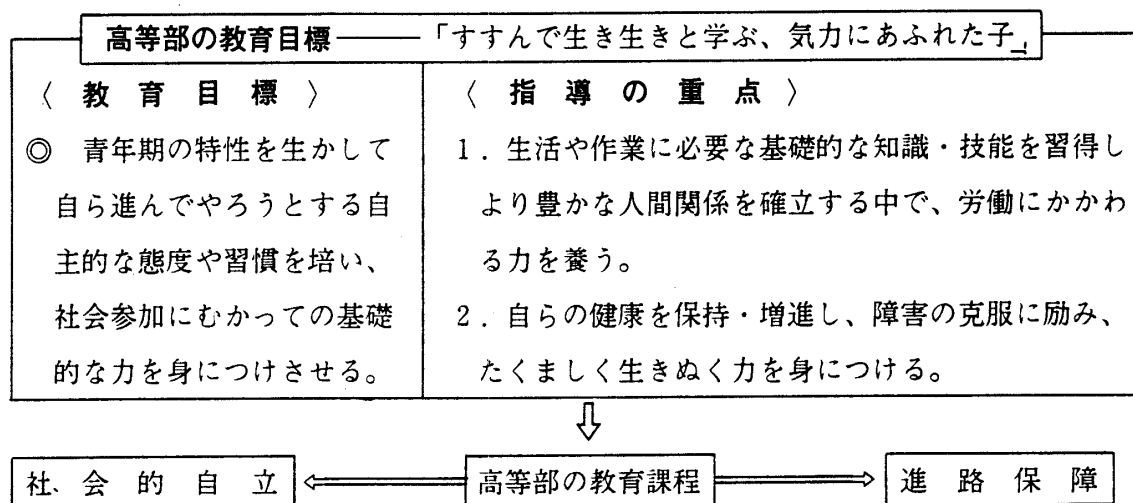 高等部の教育目標――「すすんで生き生きと学ぶ、気力にあふれた子」
〈 教 育 目 標 〉
◎ 青年期の特性を生かして
自ら進んでやろうとする自
主的な態度や習慣を培い、
社会参加にむかっての基礎
的な力を身につけさせる。
〈 指 導 の 重 点 〉
1．生活や作業に必要な基礎的な知識・技能を習得し
より豊かな人間関係を確立する中で、労働にかかわ
る力を養う。
2．自らの健康を保持・増進し、障害の克服に励み、
たくましく生きぬく力を身につける。
社 会 的 自 立
高等部の教育課程
進 路 保 障